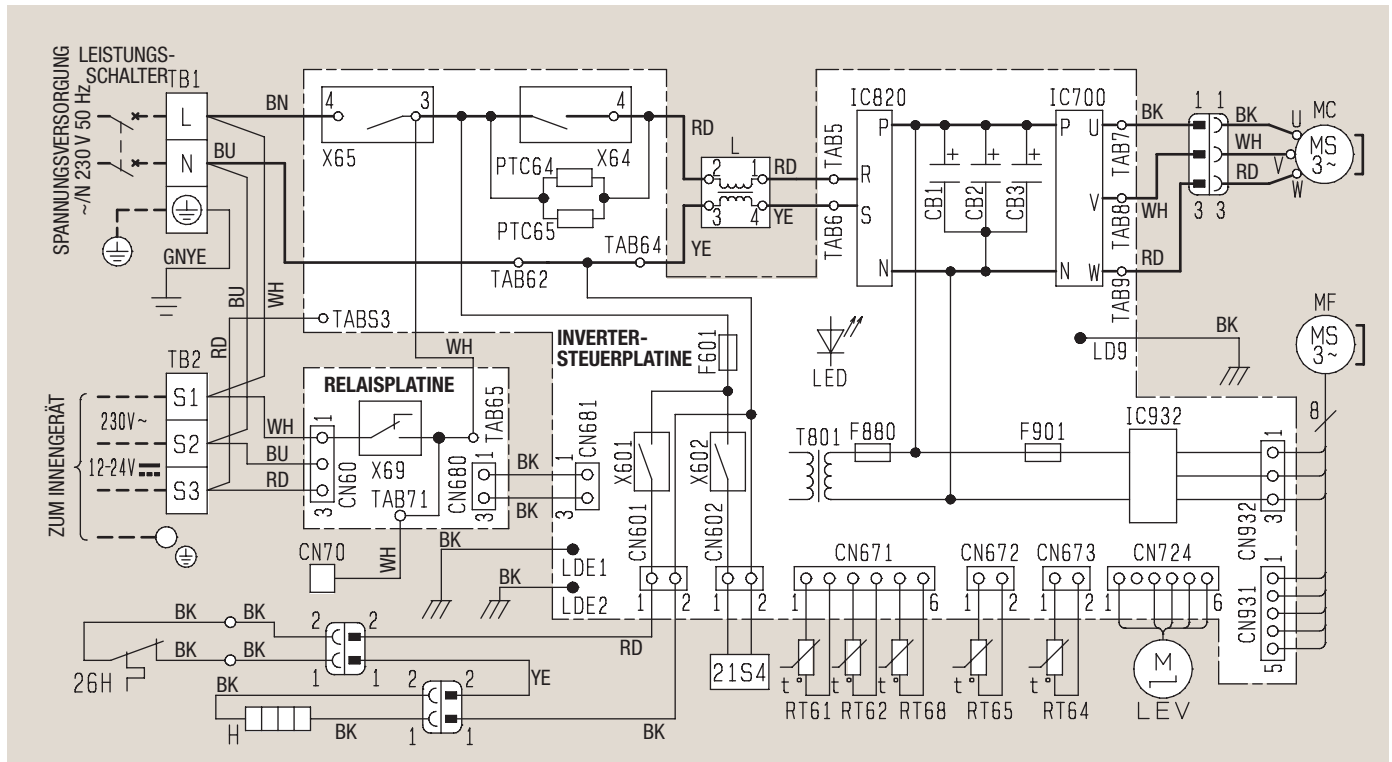 SPANNUNGSVERSORGUNG
~/N 230 V 50 Hz
LEISTUNGS-
SCHALTER
TB1
L
N
BN
BU
GNYE
BU
WH
RD
4
3
X65
4
X64
PTC64
PTC65
RD
L
2
1
3
4
RD
YE
YE
TAB5
TAB6
TAB62
TAB64
TABS3
IC820
P
R
S
N
+
+
+
CB1
CB2
CB3
IC700
P
U
V
N
W
TAB7
TAB8
TAB9
BK
WH
RD
1
1
3
3
BK
WH
RD
U
V
W
MC
MS
3~
MF
MS
3~
8
TB2
S1
S2
S3
230V~
12-24V
ZUM INNENGERÄT
WH
BU
RD
RELAISPLATINE
1
3
CN60
X69
TAB71
WH
TAB65
CN680
1
3
BK
BK
CN681
1
3
CN70
WH
INVERTER-
STEUERPLATINE
F601
X601
X602
CN601
CN602
1
2
1
2
LED
LD9
BK
T801
F880
F901
IC932
1
3
CN932
CN931
1
5
BK
LDE1
BK
LDE2
CN671
1
6
CN672
1
2
CN673
1
2
CN724
1
6
26H
BK
BK
BK
BK
2
2
1
1
RD
YE
H
BK
BK
2
2
1
1
BK
21S4
t°
RT61
t°
RT62
t°
RT68
t°
RT65
t°
RT64
M
LEV